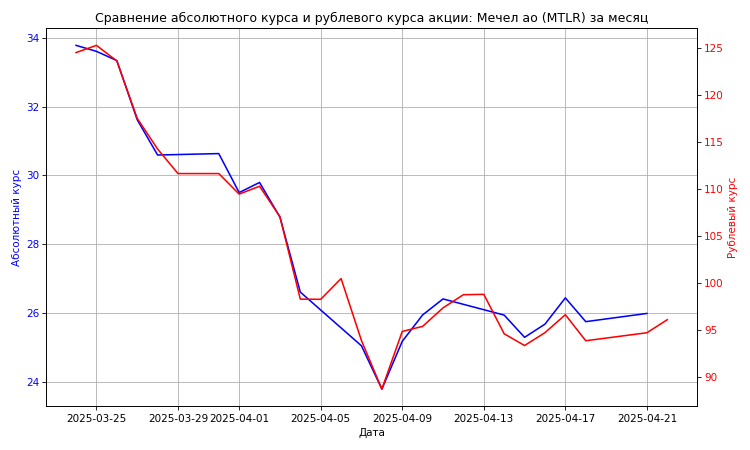 Сравнение абсолютного курса и рублевого курса акции: Мечел ао (MTLR) за месяц
34
32
30
28
26
24
Абсолютный курс
125
120
115
110
105
100
95
90
Рублевый курс
2025-03-25 2025-03-29 2025-04-01 2025-04-05 2025-04-09 2025-04-13 2025-04-17 2025-04-21
Дата